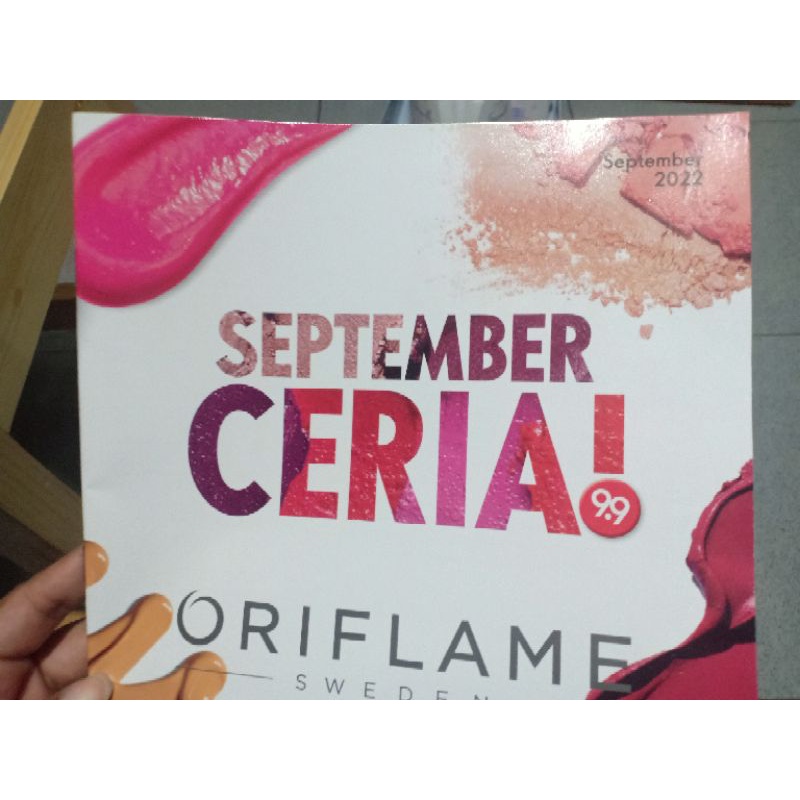 September
2022
SEPTEMBER
CERIA!
9.9
ORIFLAME
SWEDEN